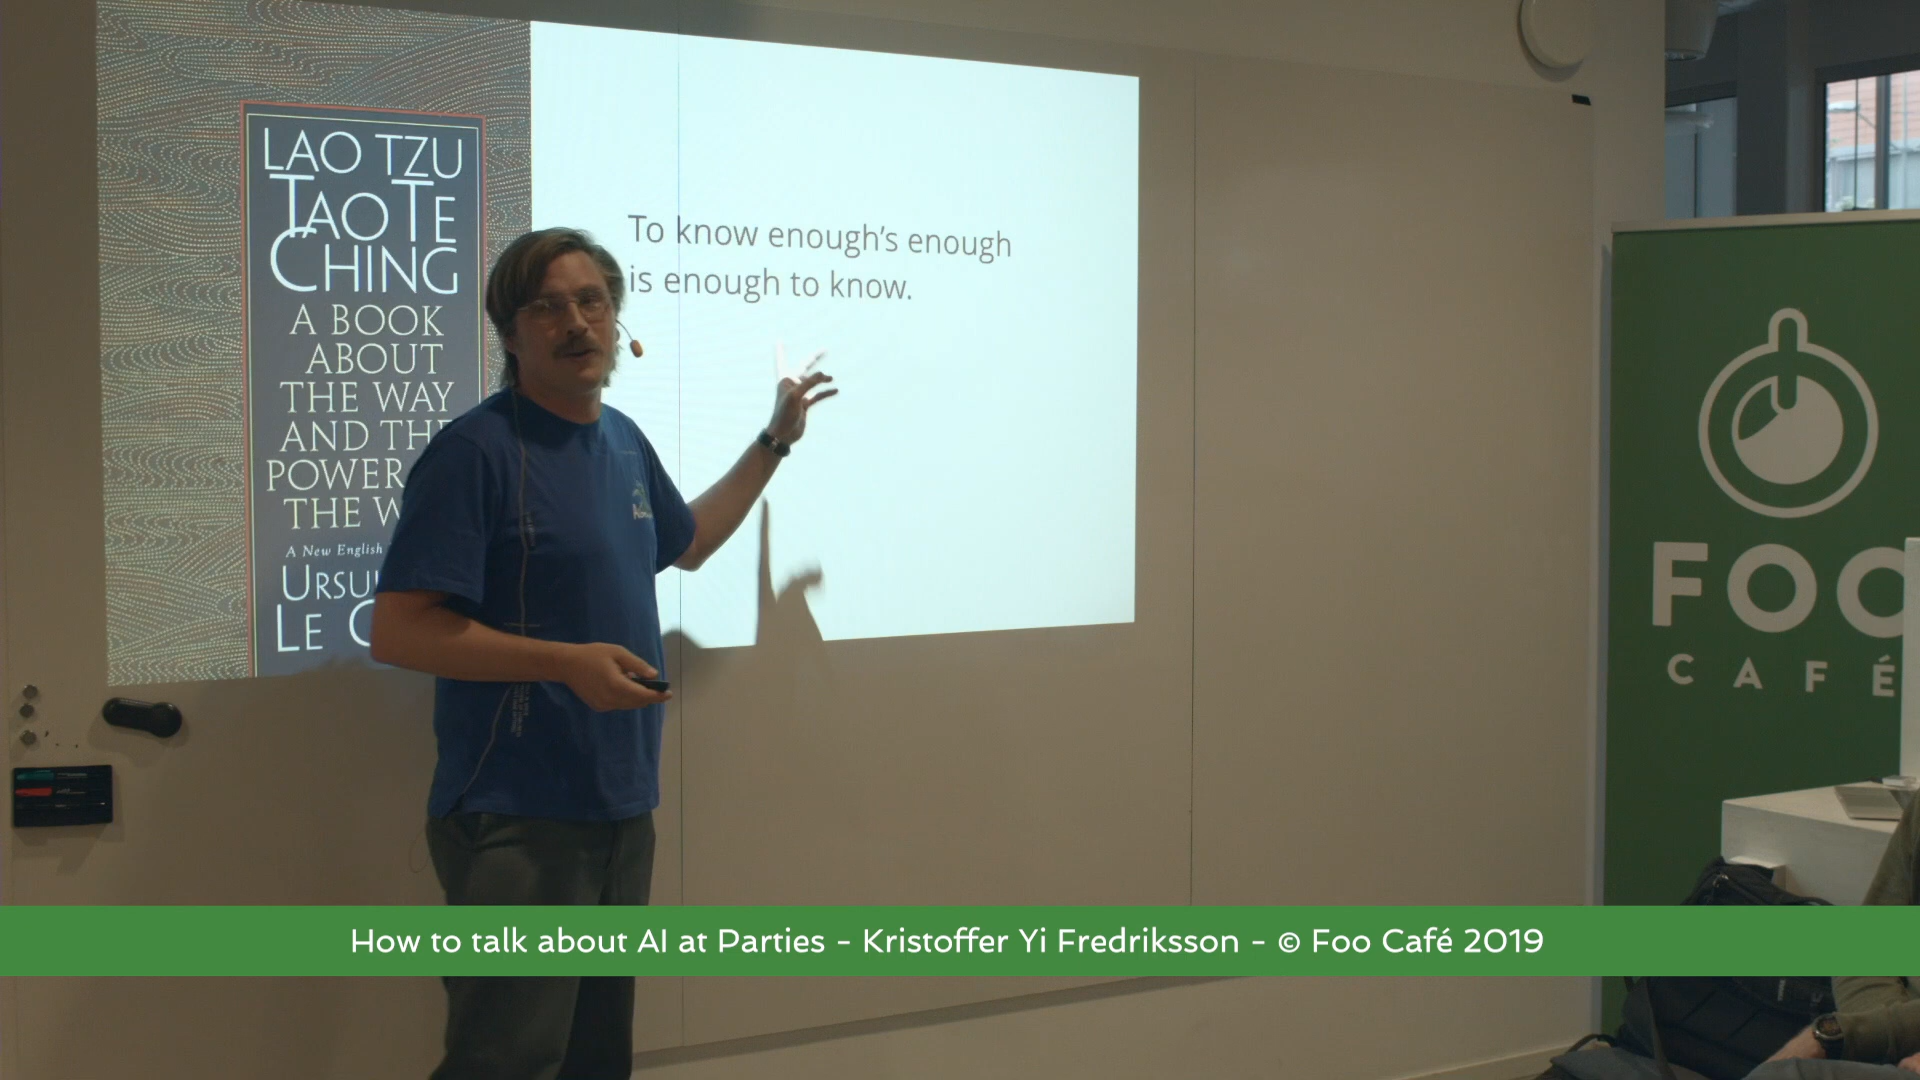 LAO TZU
TAO TE
CHING
A BOOK
ABOUT
THE WAY
AND THE
POWER
THE W
A New English
URSU
LE
To know enough's enough
is enough to know.
FOO
CAFÉ
How to talk about AI at Parties - Kristoffer Yi Fredriksson - © Foo Café 2019